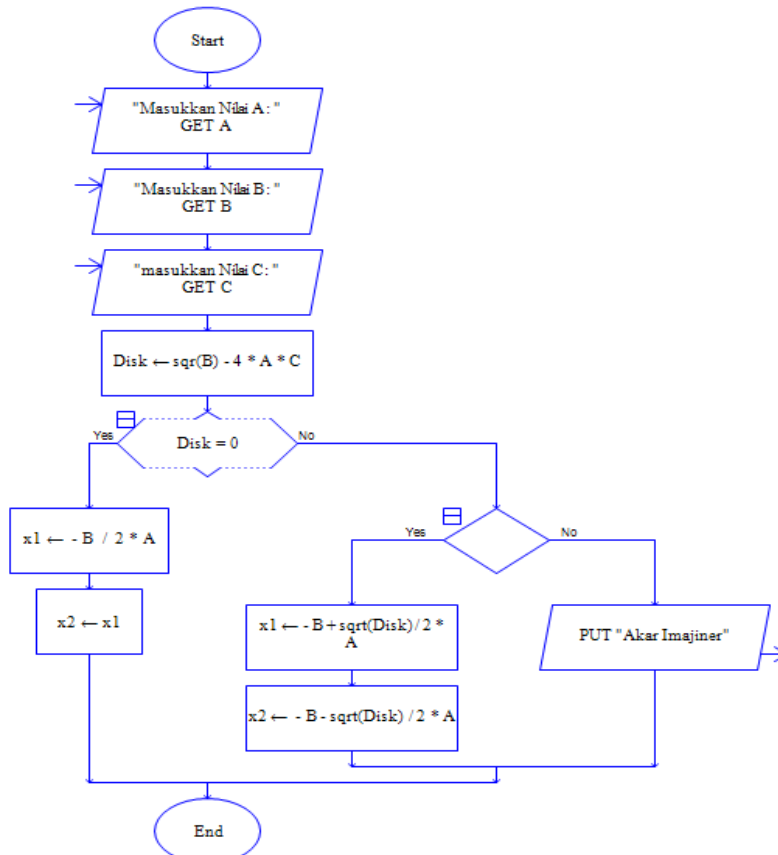 Start
"Masukkan Nilai A: "
GET A
"Masukkan Nilai B: "
GET B
"masukkan Nilai C: "
GET C
Disk ← sqr(B) - 4 * A * C
Yes
Disk = 0
No
x1 ← - B / 2 * A
x2 ← x1
Yes
No
x1 ← - B + sqrt(Disk) / 2 *
A
x2 ← - B - sqrt(Disk) / 2 * A
PUT "Akar Imajiner"
End